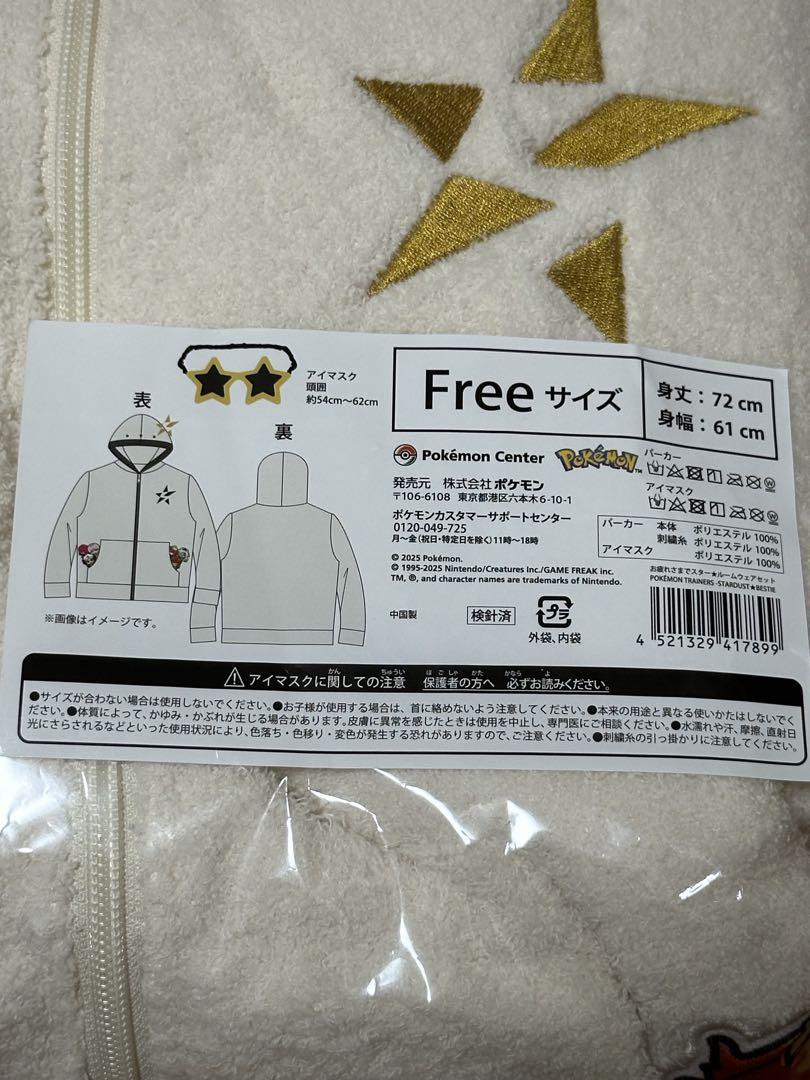 アイマスク
頭囲
約54cm～62cm
表
裏
※画像はイメージです。
Free サイズ
身丈：72 cm
身幅：61 cm
Pokémon Center
POKéMON™
発売元 株式会社ポケモン
〒106-6108 東京都港区六本木6-10-1
ポケモンカスタマーサポートセンター
0120-049-725
月～金(祝日・特定日を除く)11時～18時
© 2025 Pokémon.
© 1995-2025 Nintendo/Creatures Inc./GAME FREAK inc.
TM, ®, and character names are trademarks of Nintendo.
中国製
検針済
プラ
外袋、内袋
パーカー
アイマスク
パーカー 本体 ポリエステル 100%
刺繍糸 ポリエステル 100%
アイマスク ポリエステル 100%
お疲れさまでスター★ルームウェアセット
POKÉMON TRAINERS -STARDUST★BESTIE
4 521329 417899
⚠アイマスクに関しての注意 保護者の方へ 必ずお読みください。
●サイズが合わない場合は使用しないでください。●お子様が使用する場合は、首に絡めないよう注意してください。●本来の用途と異なる使いかたはしないでく
ださい。●体質によって、かゆみ・かぶれが生じる場合があります。皮膚に異常を感じたときは使用を中止し、専門医にご相談ください。●水濡れや汗、摩擦、直射日
光にさらされるなどといった使用状況により、色落ち・色移り・変色が発生する恐れがありますので、ご注意ください。●刺繍糸の引っ掛かりに注意してください。